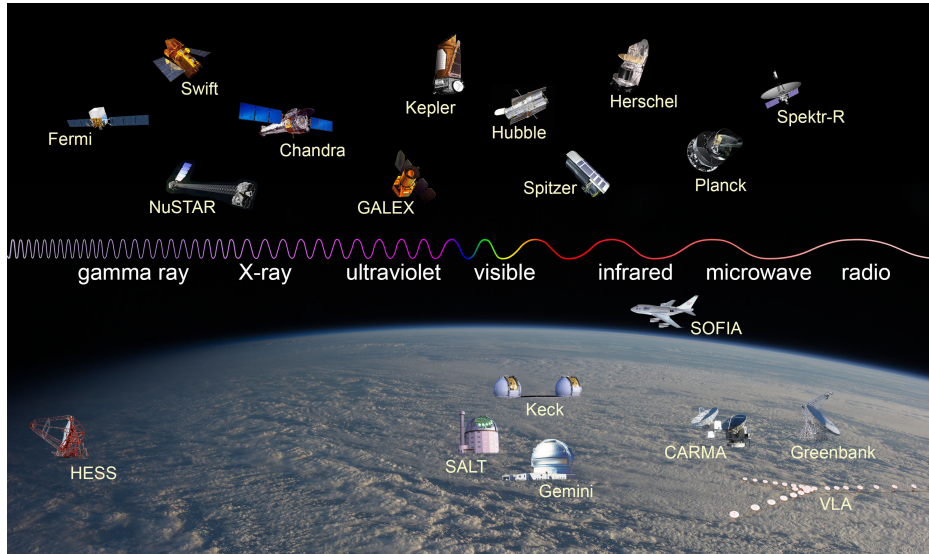 Swift
Kepler
Herschel
Spektr-R
Fermi
Chandra
Hubble
NuSTAR
GALEX
Spitzer
Planck
gamma ray X-ray ultraviolet visible infrared microwave radio
SOFIA
Keck
HESS
SALT
Gemini
CARMA
Greenbank
VLA